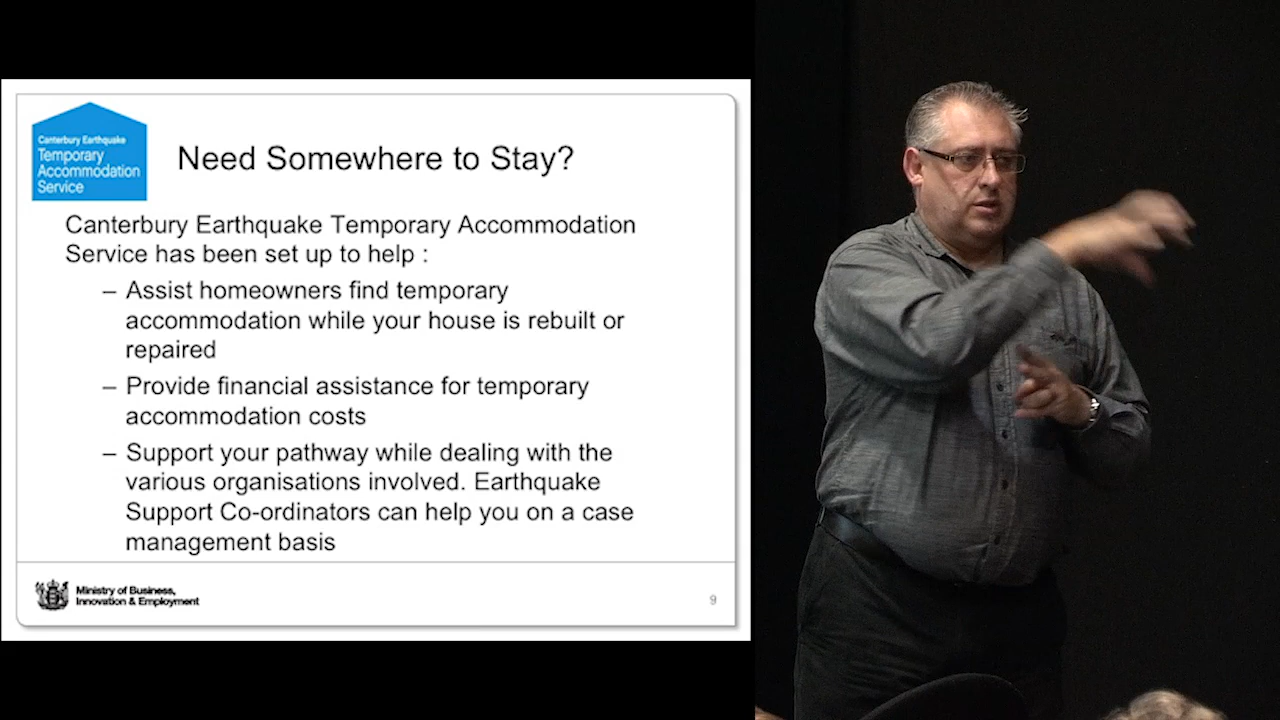 Canterbury Earthquake
Temporary
Accommodation
Service
Need Somewhere to Stay?
Canterbury Earthquake Temporary Accommodation
Service has been set up to help :
– Assist homeowners find temporary
accommodation while your house is rebuilt or
repaired
– Provide financial assistance for temporary
accommodation costs
– Support your pathway while dealing with the
various organisations involved. Earthquake
Support Co-ordinators can help you on a case
management basis
Ministry of Business,
Innovation & Employment
9